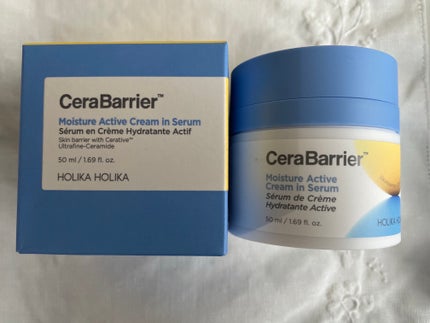 CeraBarrier™
Moisture Active Cream in Serum
Sérum en Crème Hydratante Actif
Skin barrier with Cerative™
Ultrafine-Ceramide
50 ml / 1.69 fl. oz.
HOLIKA HOLIKA
CeraBarrier™
Moisture Active
Cream in Serum
Sérum de Crème
Hydratante Active
50 ml / 1.69 fl. oz.
HOLIKA HO